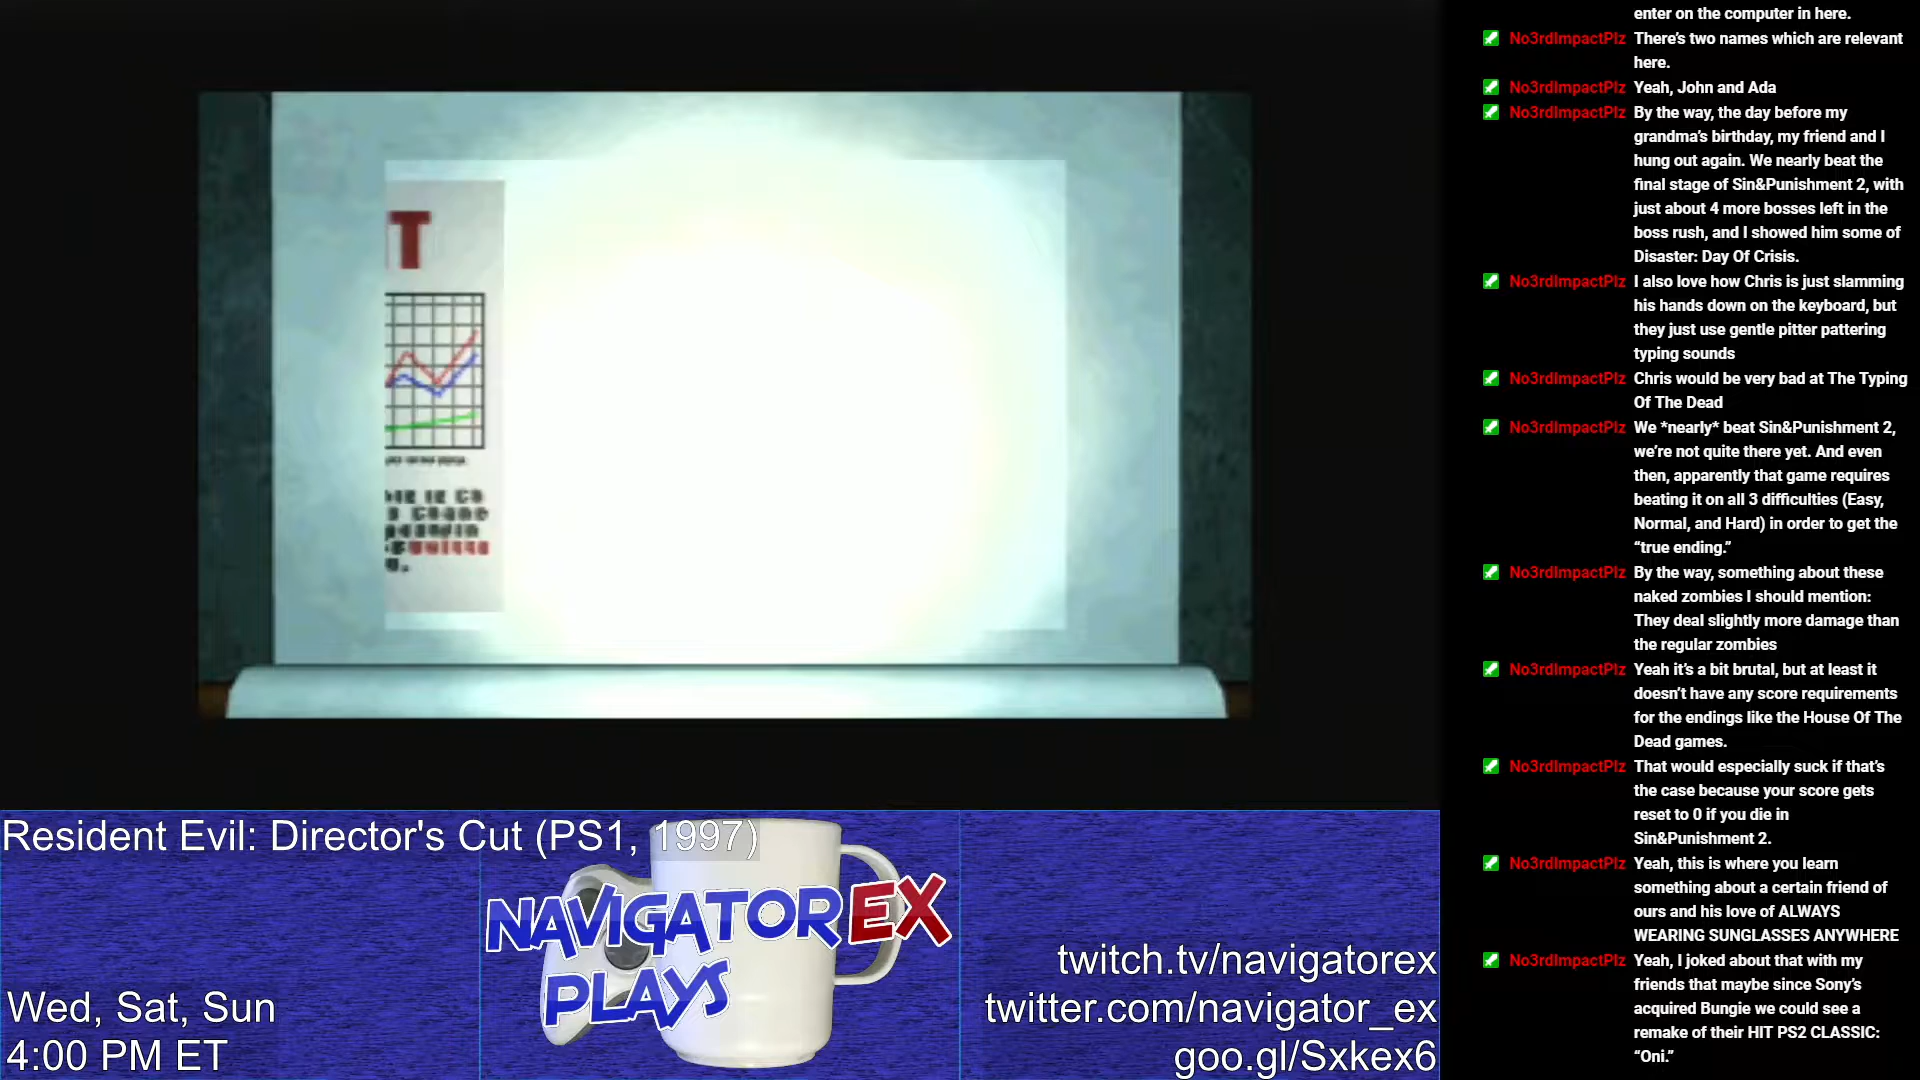 T
Resident Evil: Director's Cut (PS1, 1997)
NAVIGATOREX
PLAYS
Wed, Sat, Sun
4:00 PM ET
twitch.tv/navigatorex
twitter.com/navigator_ex
goo.gl/Sxkex6
enter on the computer in here.
No3rdImpactPlz There's two names which are relevant
here.
No3rdImpactPlz Yeah, John and Ada
No3rdImpactPlz By the way, the day before my
grandma's birthday, my friend and I
hung out again. We nearly beat the
final stage of Sin&Punishment 2, with
just about 4 more bosses left in the
boss rush, and I showed him some of
Disaster: Day Of Crisis.
No3rdImpactPlz I also love how Chris is just slamming
his hands down on the keyboard, but
they just use gentle pitter pattering
typing sounds
No3rdImpactPlz Chris would be very bad at The Typing
Of The Dead
No3rdImpactPlz We *nearly* beat Sin&Punishment 2,
we're not quite there yet. And even
then, apparently that game requires
beating it on all 3 difficulties (Easy,
Normal, and Hard) in order to get the
“true ending.”
No3rdImpactPlz By the way, something about these
naked zombies I should mention:
They deal slightly more damage than
the regular zombies
No3rdImpactPlz Yeah it's a bit brutal, but at least it
doesn't have any score requirements
for the endings like the House Of The
Dead games.
No3rdImpactPlz That would especially suck if that's
the case because your score gets
reset to 0 if you die in
Sin&Punishment 2.
No3rdImpactPlz Yeah, this is where you learn
something about a certain friend of
ours and his love of ALWAYS
WEARING SUNGLASSES ANYWHERE
No3rdImpactPlz Yeah, I joked about that with my
friends that maybe since Sony's
acquired Bungie we could see a
remake of their HIT PS2 CLASSIC:
“Oni.”